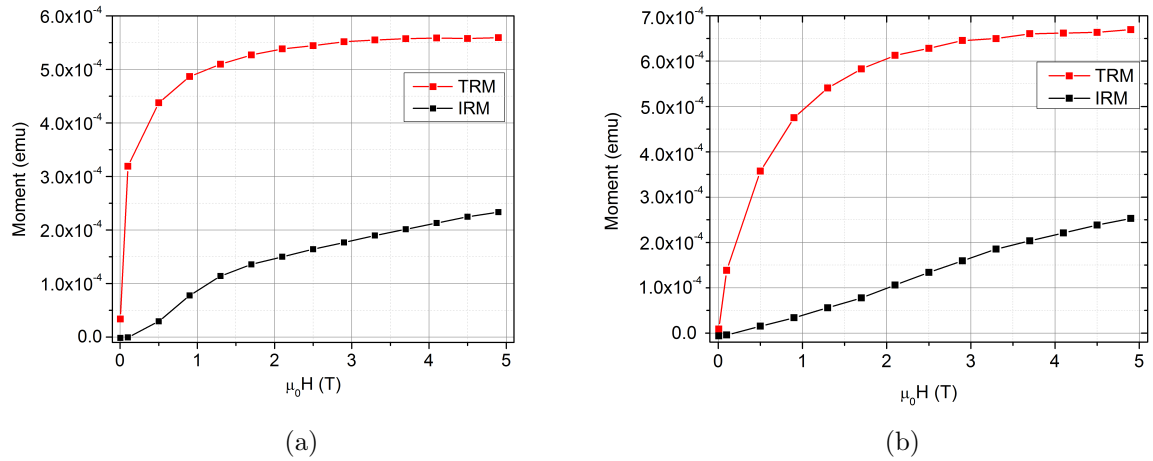 6.0x10⁻⁴
5.0x10⁻⁴
4.0x10⁻⁴
3.0x10⁻⁴
2.0x10⁻⁴
1.0x10⁻⁴
0.0
Moment (emu)
TRM
IRM
0 1 2 3 4 5
μ₀H (T)
(a)
7.0x10⁻⁴
6.0x10⁻⁴
5.0x10⁻⁴
4.0x10⁻⁴
3.0x10⁻⁴
2.0x10⁻⁴
1.0x10⁻⁴
0.0
Moment (emu)
TRM
IRM
0 1 2 3 4 5
μ₀H (T)
(b)